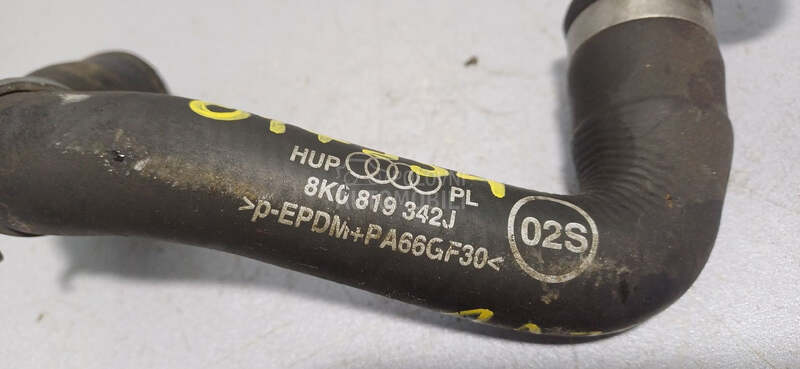 HUP PL
8K0 819 342J
>p-EPDM+PA66GF30<
02S